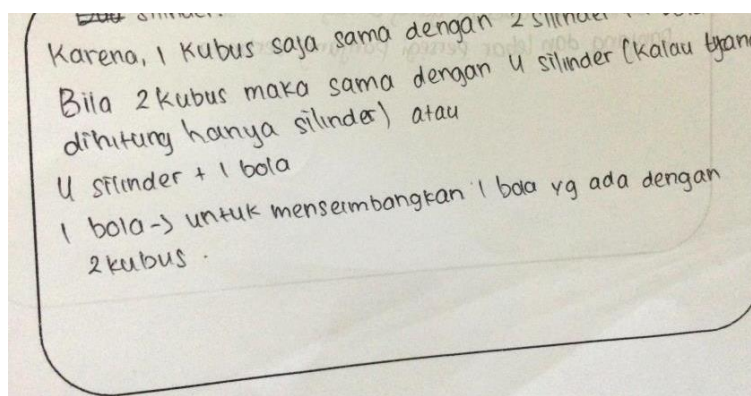 silinder.
Karena, 1 Kubus saja sama dengan 2 silinder
Bila 2 Kubus maka sama dengan 4 silinder (kalau
dihitung hanya silinder) atau
4 silinder + 1 bola
1 bola -> untuk menseimbangkan 1 bola yg ada dengan
2 kubus.